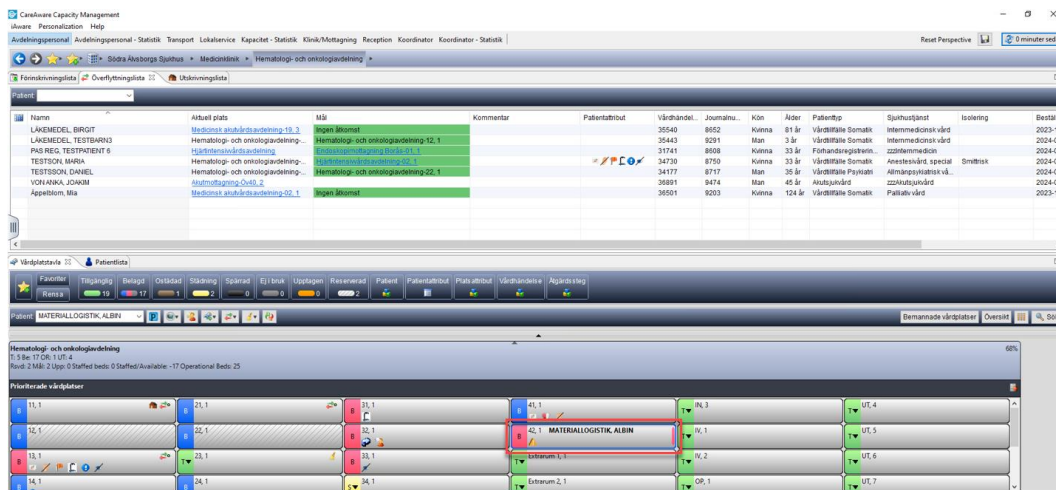 CareAware Capacity Management
iAware Personalization Help
Avdelningspersonal Avdelningspersonal - Statistik Transport Lokalservice Kapacitet - Statistik Klinik/Mottagning Reception Koordinator Koordinator - Statistik Reset Perspective 0 minuter sed
Södra Älvsborgs Sjukhus Medicinklinik Hematologi- och onkologiavdelning
Förinskrivningslista Överflyttningslista Utskrivningslista
Patient:
Namn Aktuell plats Mål Kommentar Patientattribut Vårdhändel... Journalnu... Kön Ålder Patienttyp Sjukhustjänst Isolering Bestäl
LÄKEMEDEL, BIRGIT Medicinsk akutvårdsavdelning-19, 3 Ingen åtkomst 35540 8652 Kvinna 81 år Vårdtillfälle Somatik Internmedicinsk vård 2023-1
LÄKEMEDEL, TESTBARN3 Hematologi- och onkologiavdelning-... Hematologi- och onkologiavdelning-12, 1 35443 9291 Man 3 år Vårdtillfälle Somatik Internmedicinsk vård 2024-0
PAS REG, TESTPATIENT 6 Hjärtintensivvårdsavdelning Endoskopimottagning Borås-01, 1 31741 8608 Kvinna 33 år Förhandsregistrerin... zzzInternmedicin 2024-0
TESTSON, MARIA Hematologi- och onkologiavdelning-... Hjärtintensivvårdsavdelning-02, 1 34730 8750 Kvinna 33 år Vårdtillfälle Somatik Anestesivård, special Smittrisk 2024-0
TESTSSON, DANIEL Hematologi- och onkologiavdelning-... Hematologi- och onkologiavdelning-22, 1 34177 8717 Man 35 år Vårdtillfälle Psykiatri Allmänpsykiatrisk vå... 2024-0
VON ANKA, JOAKIM Akutmottagning-Öv40, 2 36891 9474 Man 45 år Akutsjukvård zzzAkutsjukvård 2024-0
Äppelblom, Mia Medicinsk akutvårdsavdelning-02, 1 Ingen åtkomst 36501 9203 Kvinna 124 år Vårdtillfälle Somatik Palliativ vård 2023-1
Vårdplatstavla Patientlista
Favoriter Tillgänglig Belagd Ostädad Städning Spärrad Ej i bruk Upptagen Reserverad Patient Patientattribut Platsattribut Vårdhändelse Åtgärdssteg
Rensa 19 17 1 2 0 0 0 2
Patient: MATERIALLOGISTIK, ALBIN P Bemannade vårdplatser Översikt Sö
Hematologi- och onkologiavdelning 68%
T: 5 Be: 17 OR: 1 UT: 4
Rsvd: 2 Mål: 2 Upp: 0 Staffed beds: 0 Staffed/Available: -17 Operational Beds: 25
Prioriterade vårdplatser
B 11, 1 B 21, 1 B 31, 1 B 41, 1 T IN, 3 T UT, 4
B 12, 1 B 22, 1 B 32, 1 B 42, 1 MATERIALLOGISTIK, ALBIN T IV, 1 T UT, 5
B 13, 1 T 23, 1 B 33, 1 T Extrarum 1, 1 T IV, 2 T UT, 6
B 14, 1 B 24, 1 S 34, 1 T Extrarum 2, 1 T OP, 1 T UT, 7